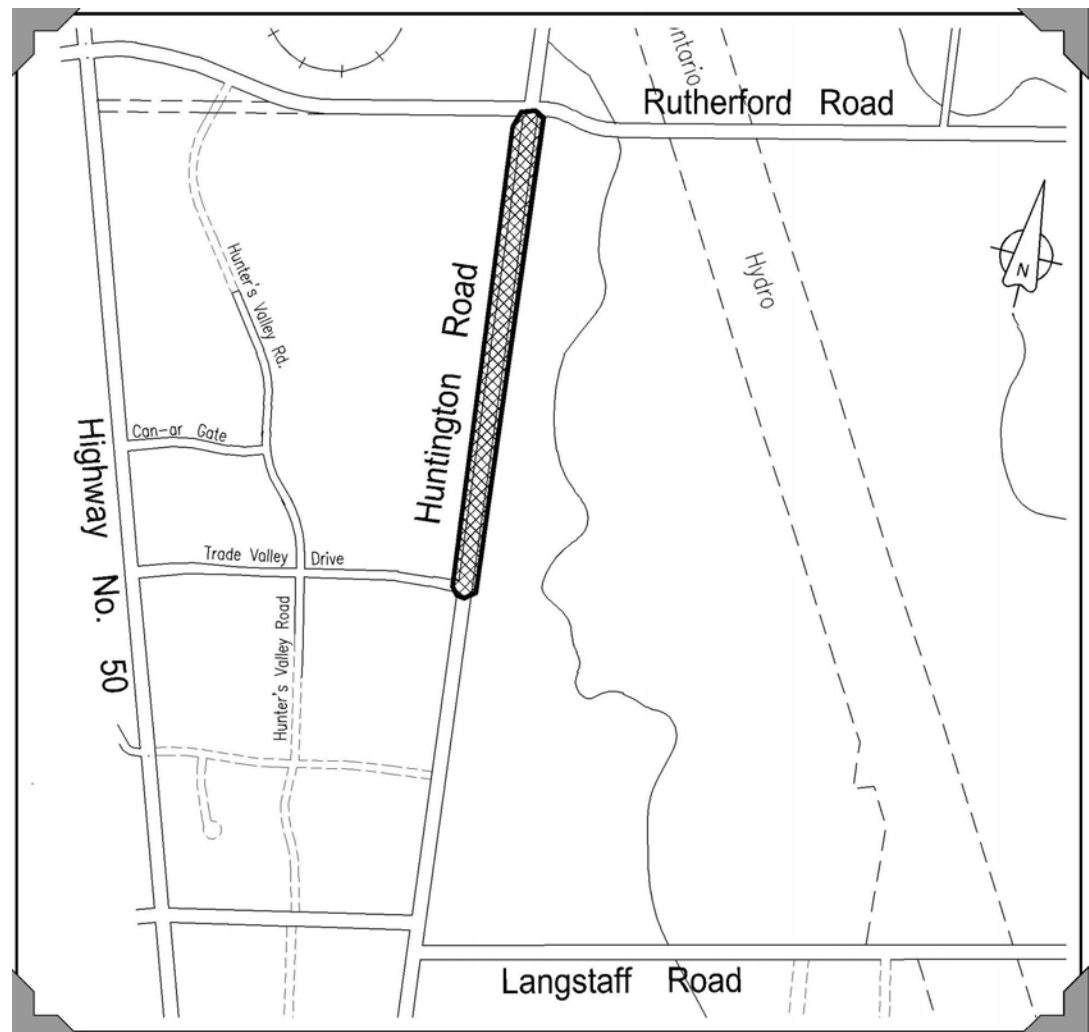 ntario
Rutherford Road
Hydro
N
Hunter's Valley Rd.
Huntington Road
Can-ar Gate
Highway No. 50
Trade Valley Drive
Hunter's Valley Road
Langstaff Road